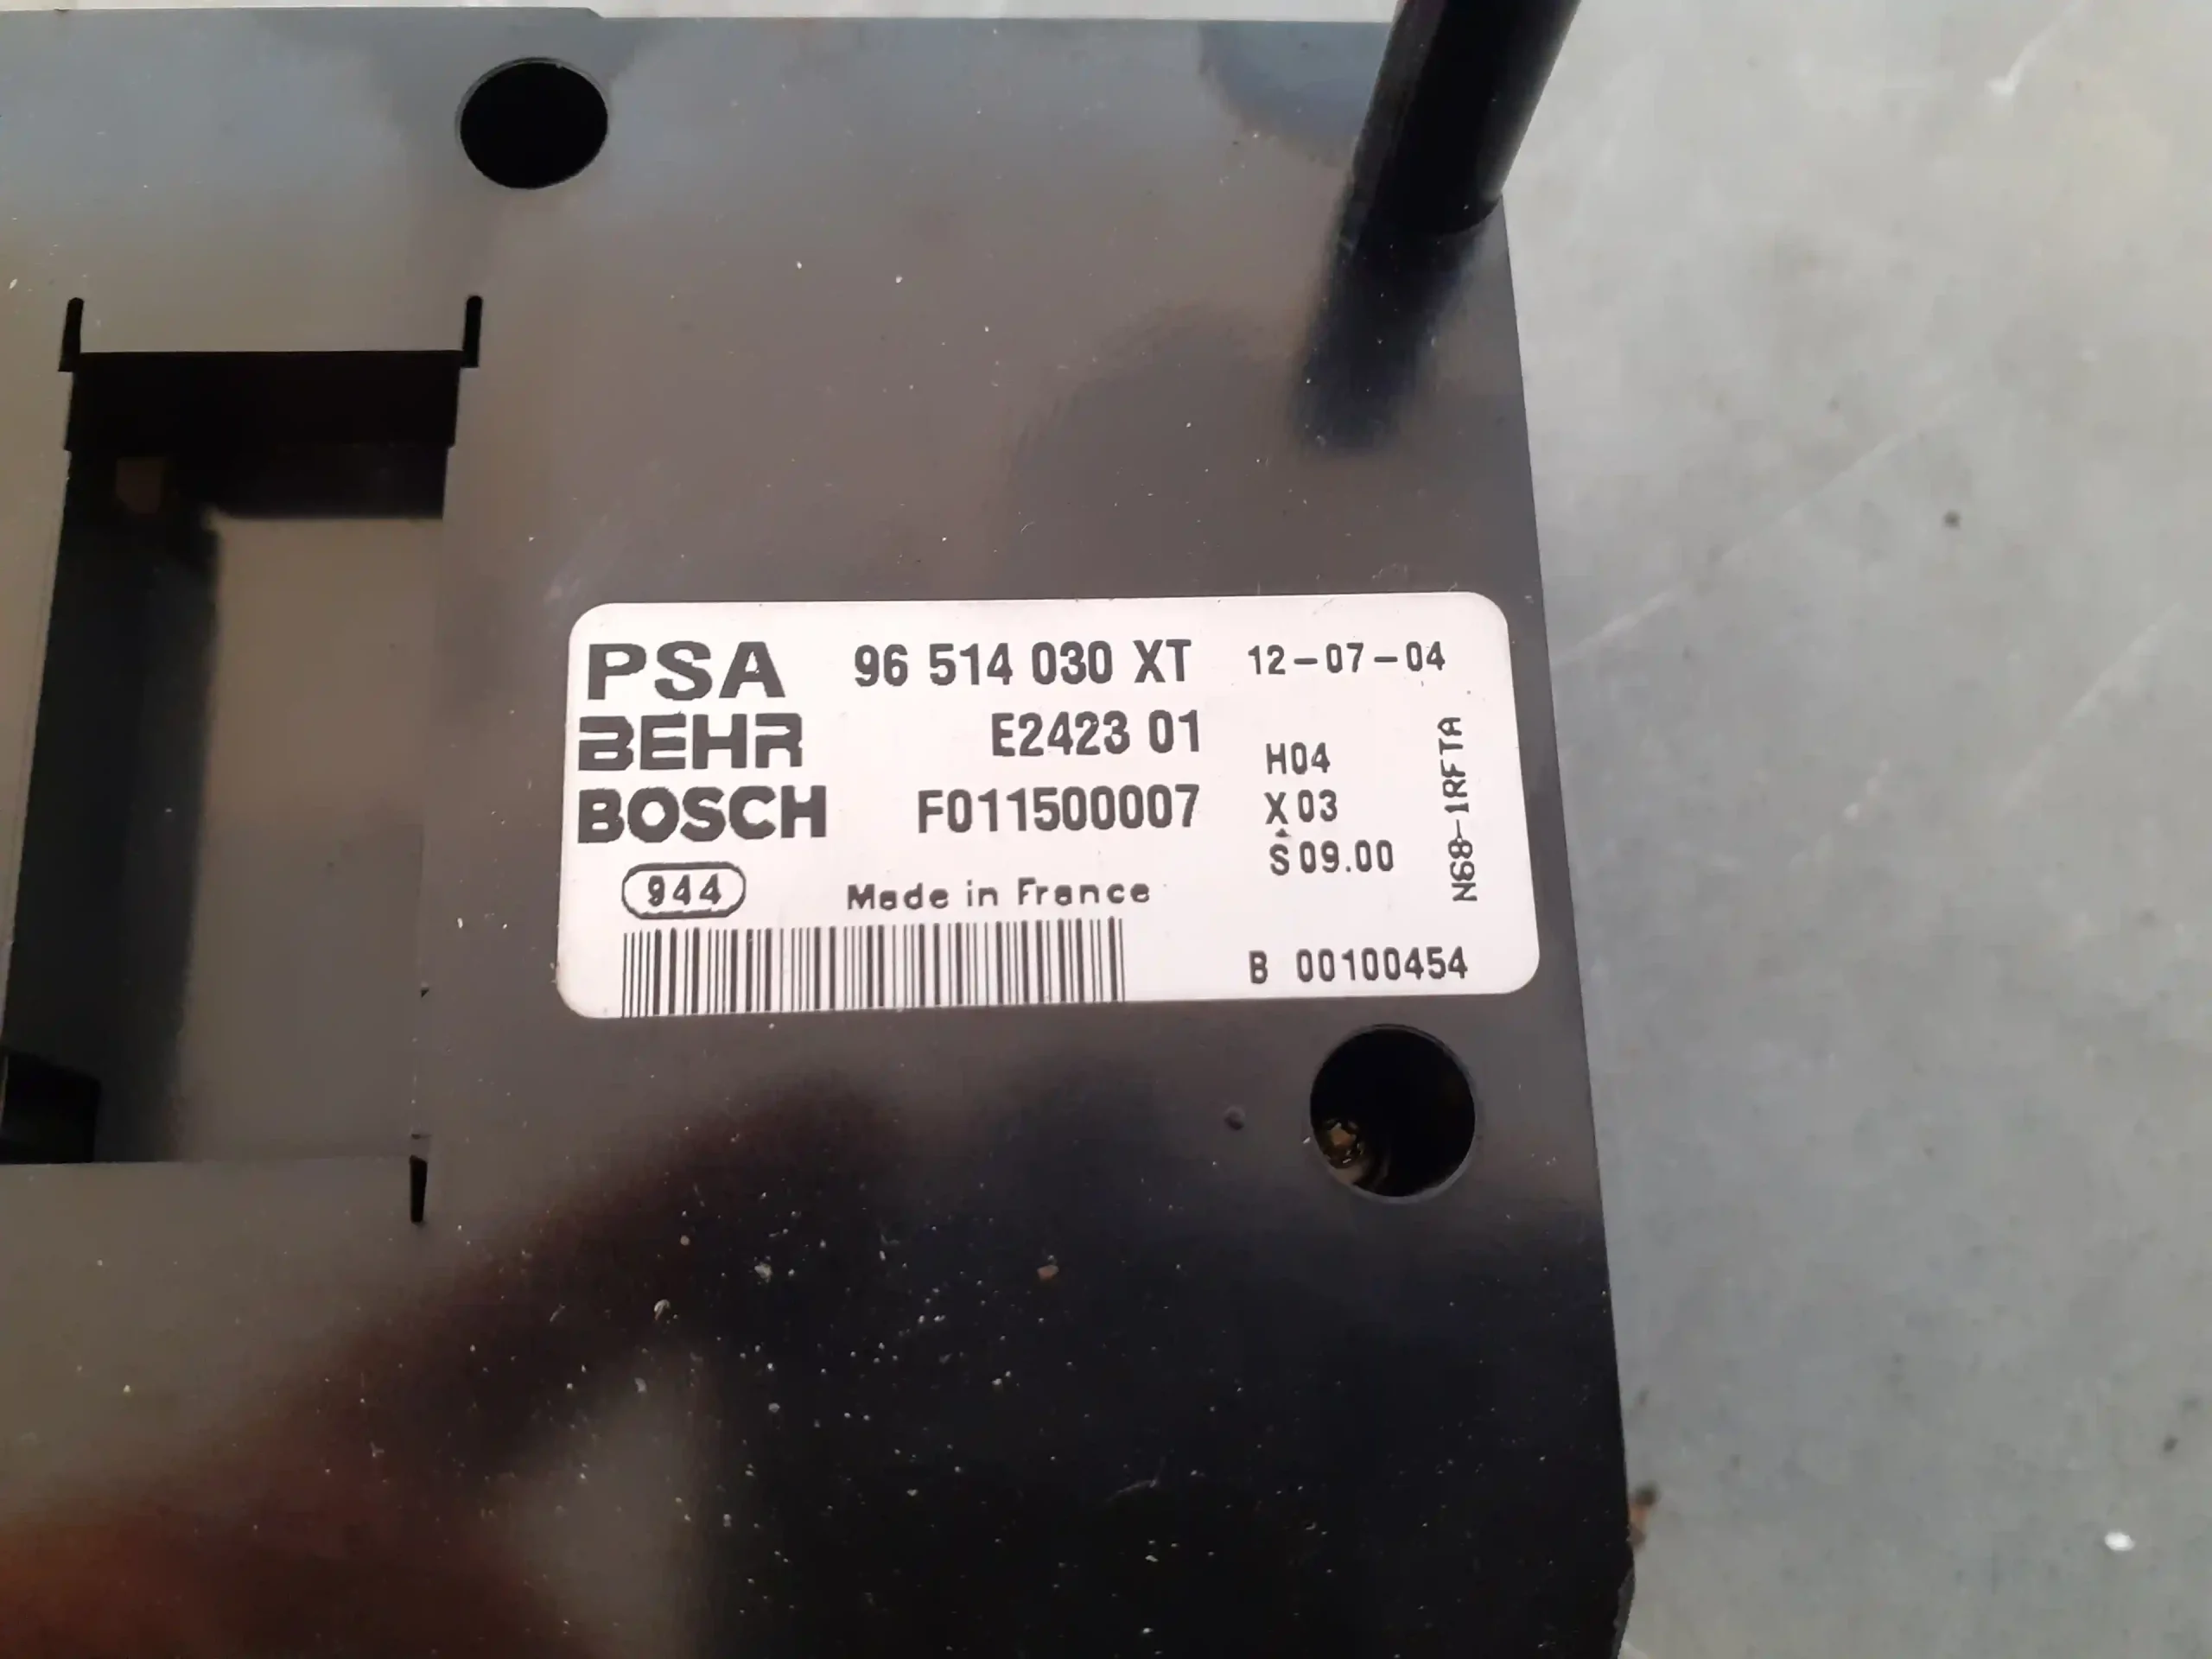 PSA 96 514 030 XT 12-07-04
BEHR E2423 01
H04
BOSCH F011500007 X03
S09.00
944 Made in France
N68-1RFTA
B 00100454